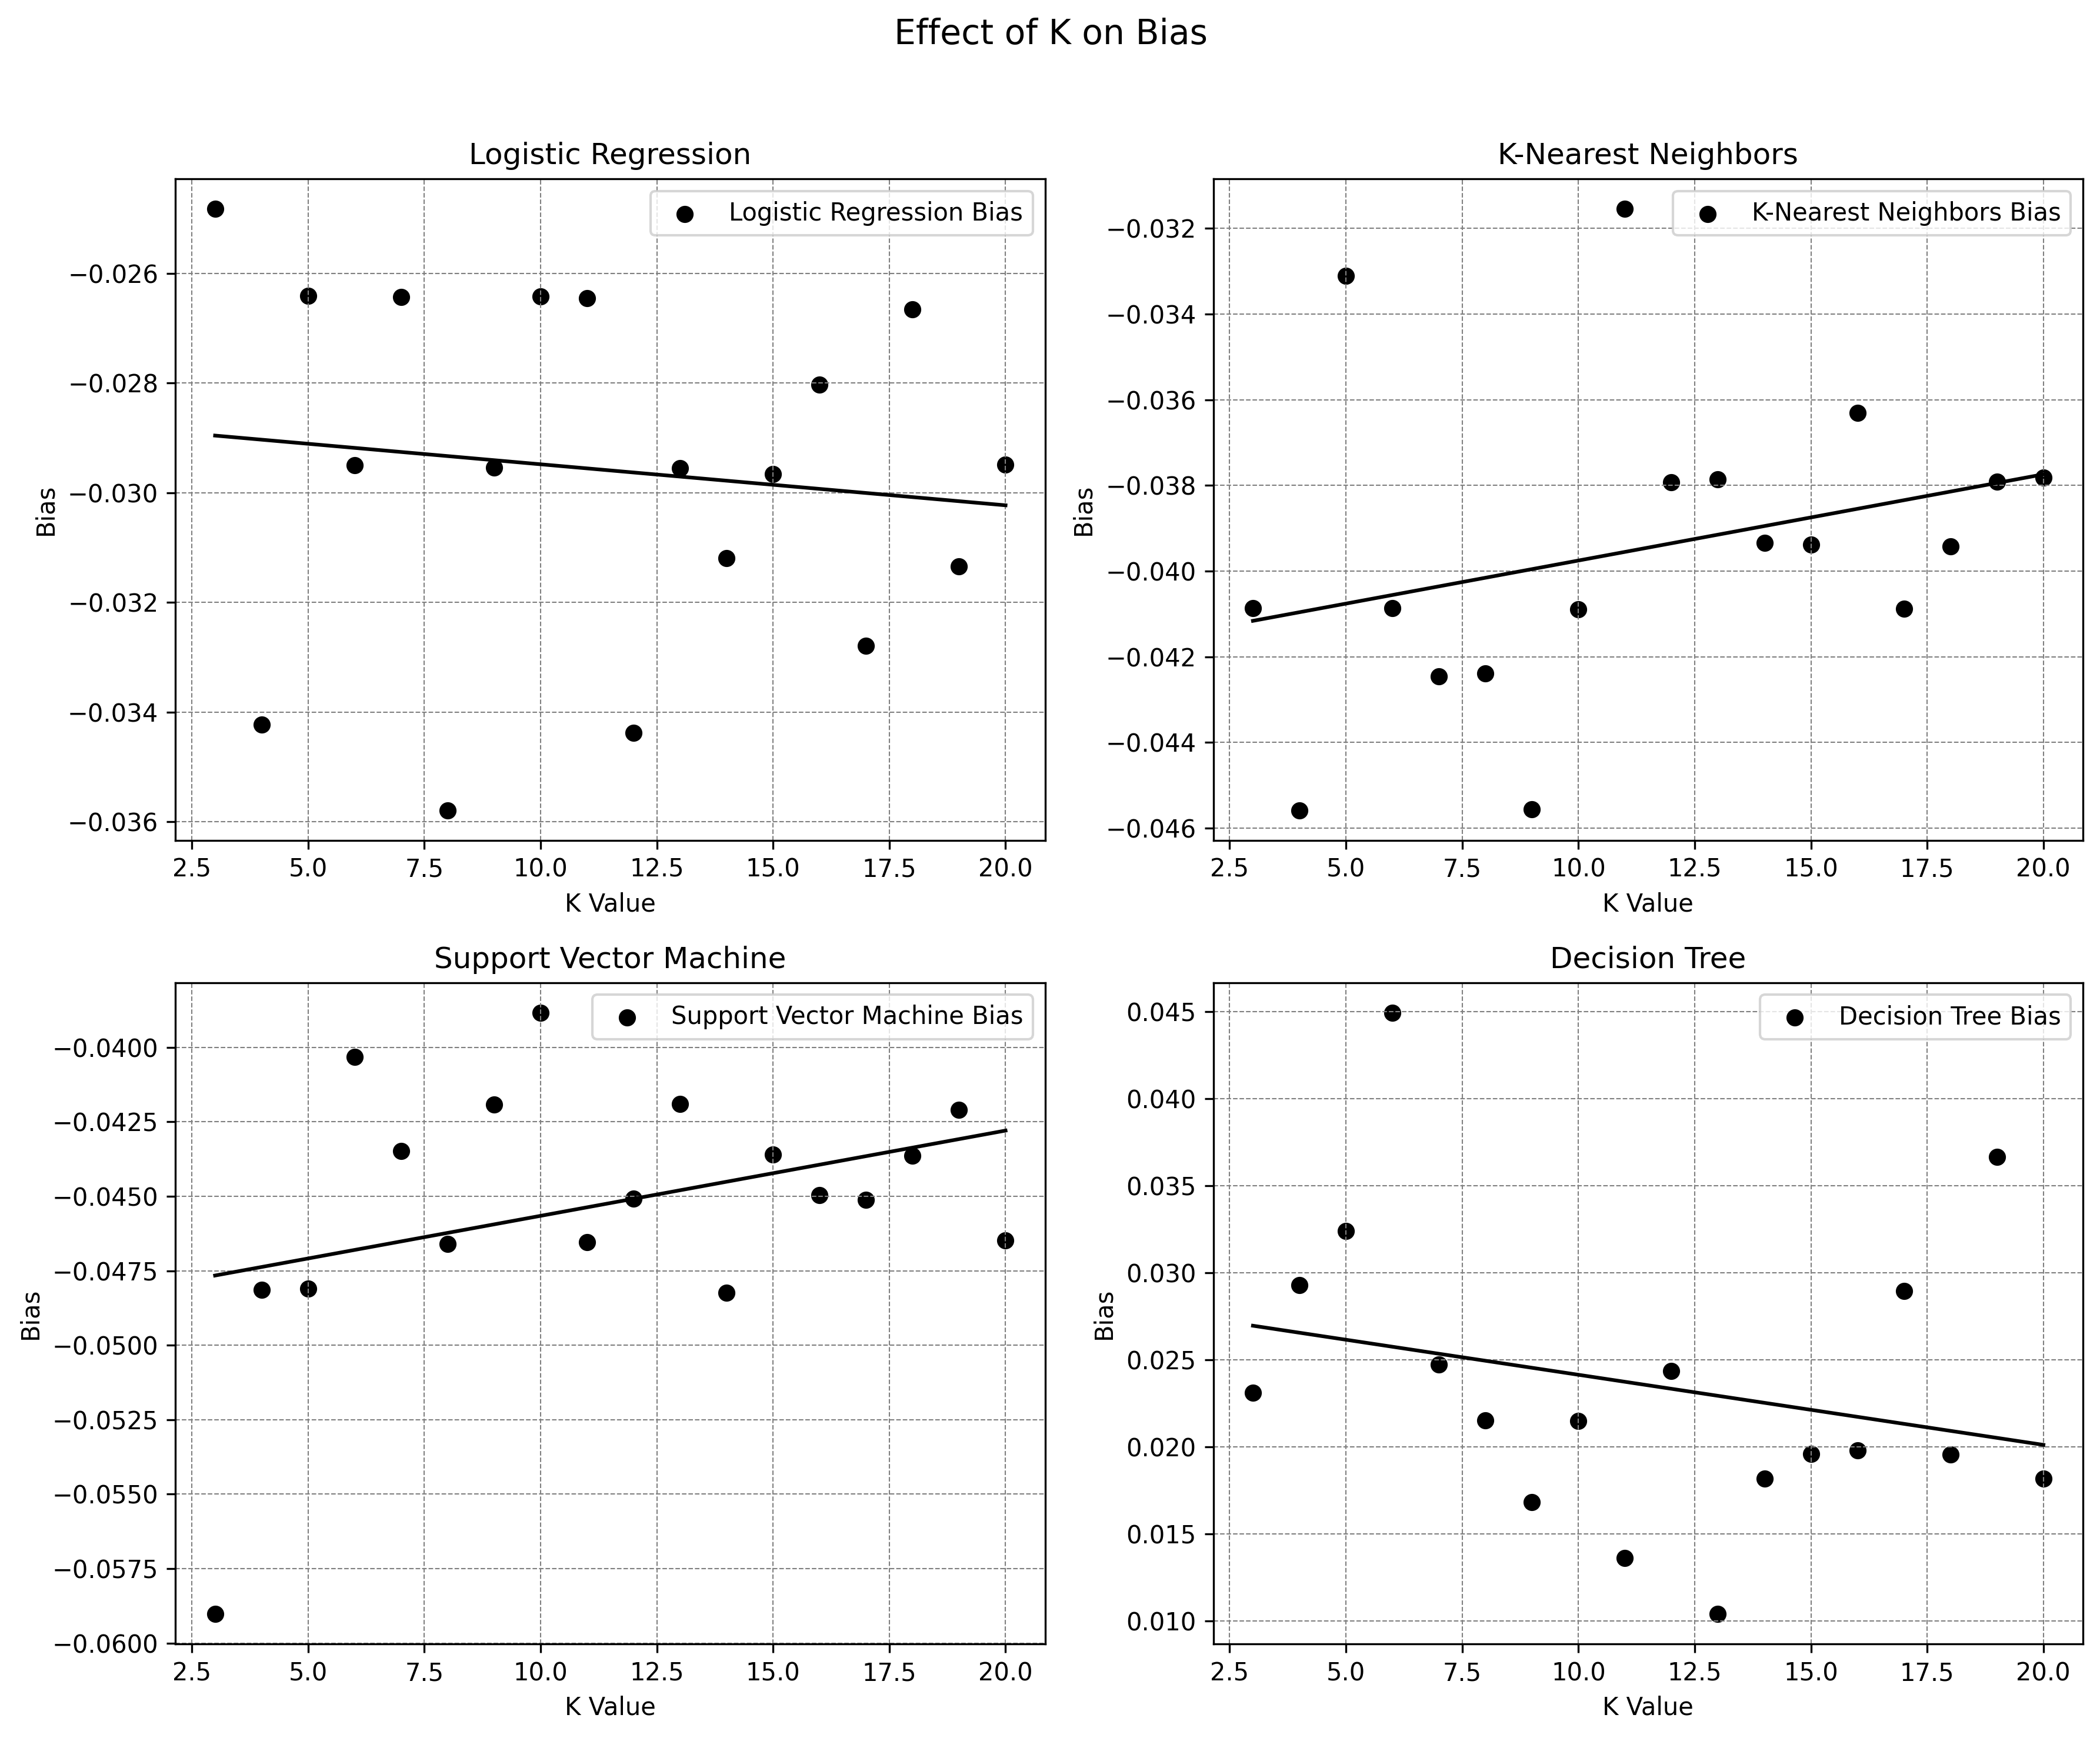 Effect of K on Bias
Logistic Regression
Logistic Regression Bias
−0.026
−0.028
−0.030
−0.032
−0.034
−0.036
Bias
2.5 5.0 7.5 10.0 12.5 15.0 17.5 20.0
K Value
K-Nearest Neighbors
K-Nearest Neighbors Bias
−0.032
−0.034
−0.036
−0.038
−0.040
−0.042
−0.044
−0.046
Bias
2.5 5.0 7.5 10.0 12.5 15.0 17.5 20.0
K Value
Support Vector Machine
Support Vector Machine Bias
−0.0400
−0.0425
−0.0450
−0.0475
−0.0500
−0.0525
−0.0550
−0.0575
−0.0600
Bias
2.5 5.0 7.5 10.0 12.5 15.0 17.5 20.0
K Value
Decision Tree
Decision Tree Bias
0.045
0.040
0.035
0.030
0.025
0.020
0.015
0.010
Bias
2.5 5.0 7.5 10.0 12.5 15.0 17.5 20.0
K Value